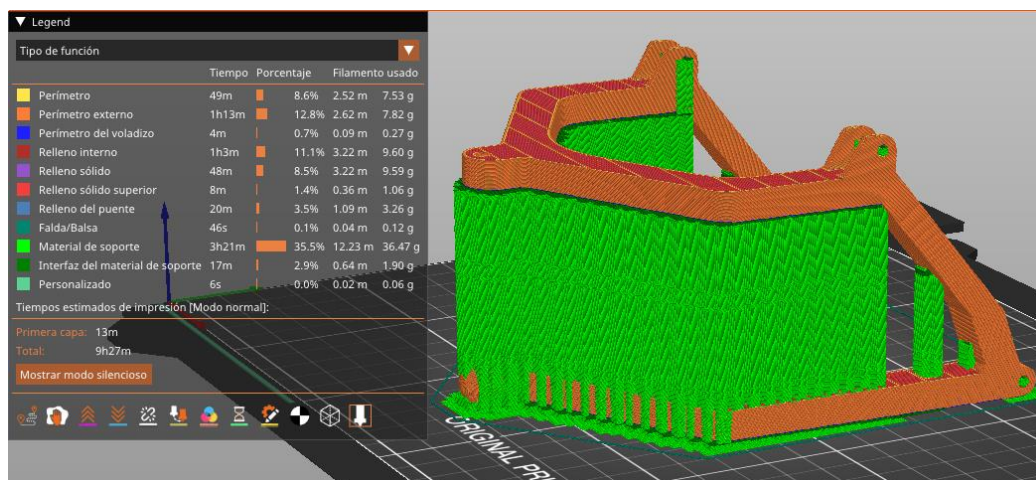 Legend
Tipo de función
Tiempo Porcentaje Filamento usado
Perímetro 49m 8.6% 2.52 m 7.53 g
Perímetro externo 1h13m 12.8% 2.62 m 7.82 g
Perímetro del voladizo 4m 0.7% 0.09 m 0.27 g
Relleno interno 1h3m 11.1% 3.22 m 9.60 g
Relleno sólido 48m 8.5% 3.22 m 9.59 g
Relleno sólido superior 8m 1.4% 0.36 m 1.06 g
Relleno del puente 20m 3.5% 1.09 m 3.26 g
Falda/Balsa 46s 0.1% 0.04 m 0.12 g
Material de soporte 3h21m 35.5% 12.23 m 36.47 g
Interfaz del material de soporte 17m 2.9% 0.64 m 1.90 g
Personalizado 6s 0.0% 0.02 m 0.06 g
Tiempos estimados de impresión [Modo normal]:
Primera capa: 13m
Total: 9h27m
Mostrar modo silencioso
ORIGINAL PRU